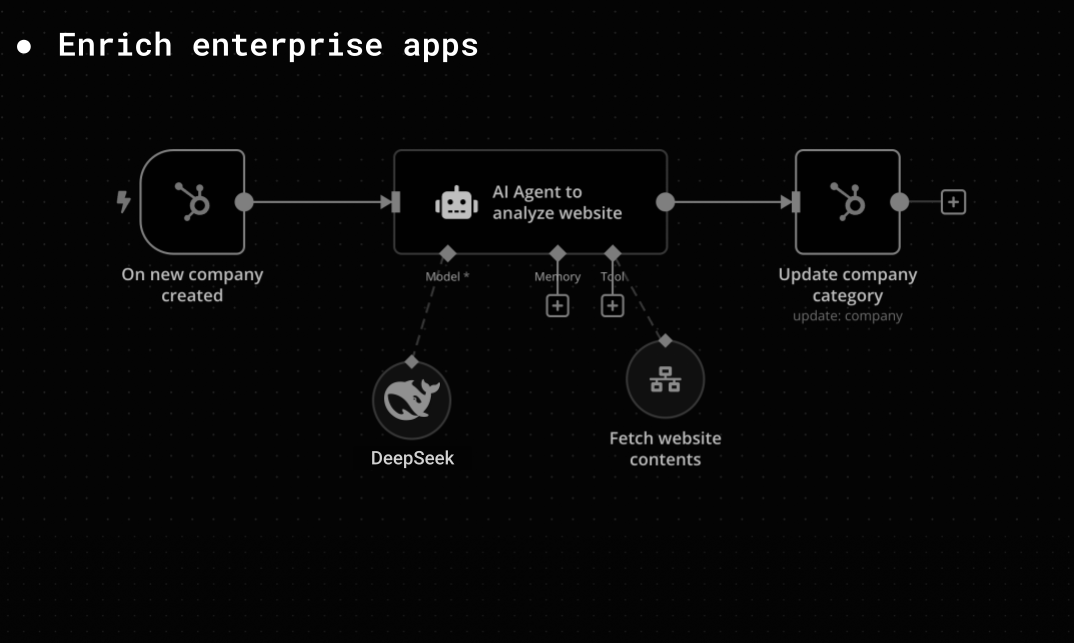 • Enrich enterprise apps
AI Agent to
analyze website
On new company
created
Model *
Memory
Tool
Update company
category
update: company
DeepSeek
Fetch website
contents